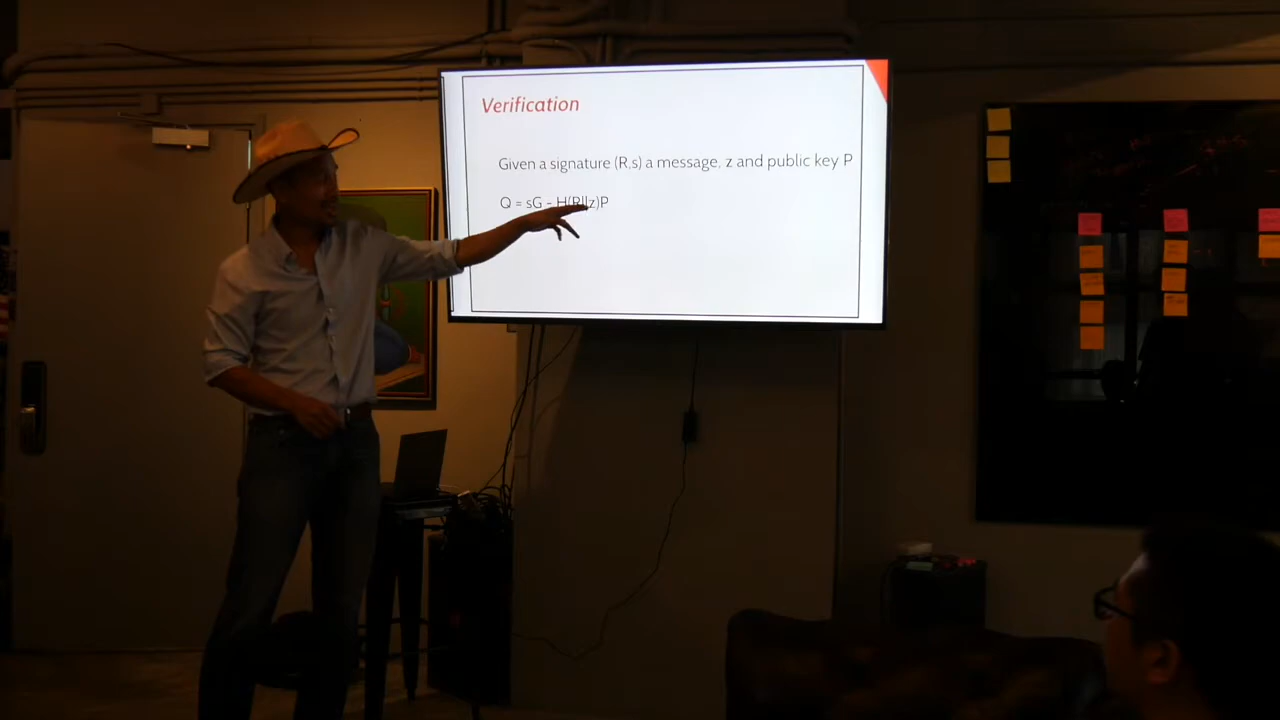 Verification
Given a signature (R,s) a message, z and public key P
Q = sG - H(R||z)P